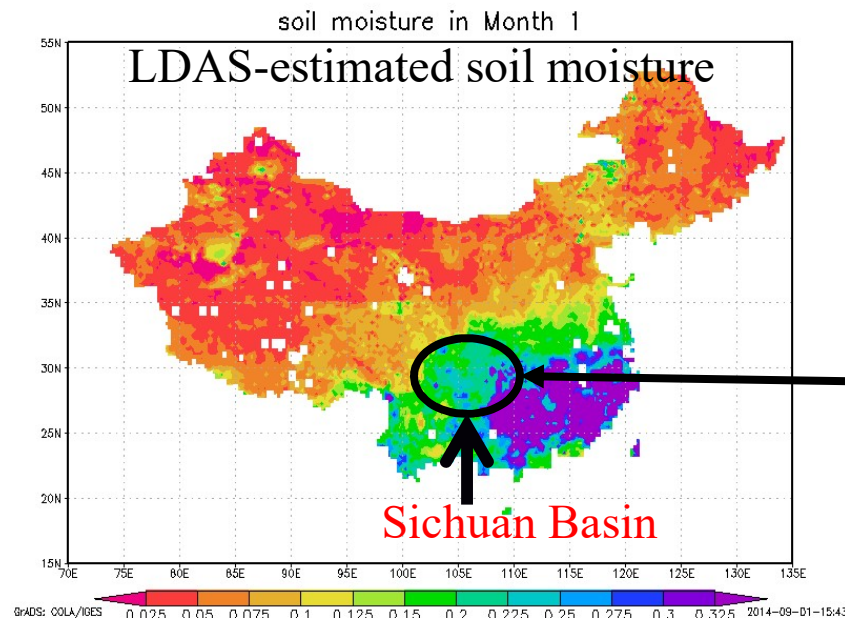 soil moisture in Month 1
LDAS-estimated soil moisture
55N
50N
45N
40N
35N
30N
25N
20N
15N
Sichuan Basin
70E 75E 80E 85E 90E 95E 100E 105E 110E 115E 120E 125E 130E 135E
0.025 0.05 0.075 0.1 0.125 0.15 0.2 0.225 0.25 0.275 0.3 0.325
GrADS: COLA/IGES
2014-09-01-15:43